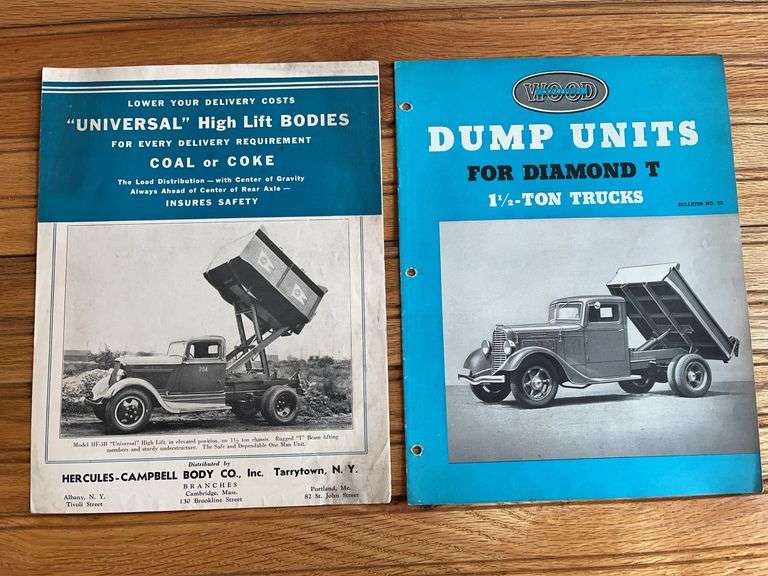 LOWER YOUR DELIVERY COSTS
"UNIVERSAL" High Lift BODIES
FOR EVERY DELIVERY REQUIREMENT
COAL or COKE
The Load Distribution — with Center of Gravity
Always Ahead of Center of Rear Axle —
INSURES SAFETY
704
Model HF-5B "Universal" High Lift, in elevated position, on 1½ ton chassis. Rugged "I" Beam lifting
members and sturdy understructure. The Safe and Dependable One Man Unit.
Distributed by
HERCULES-CAMPBELL BODY CO., Inc. Tarrytown, N. Y.
BRANCHES
Albany, N. Y.
Tivoli Street
Cambridge, Mass.
130 Brookline Street
Portland, Me.
82 St. John Street
WOOD
DUMP UNITS
FOR DIAMOND T
1½-TON TRUCKS
BULLETIN NO.